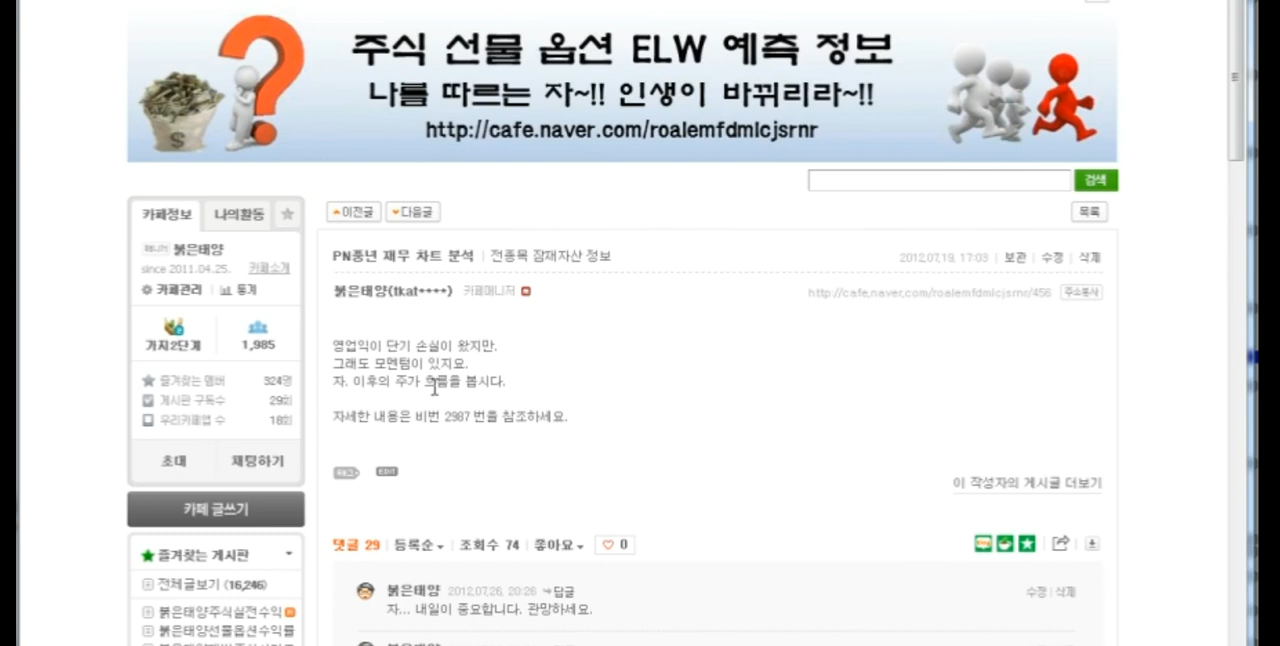 주식 선물 옵션 ELW 예측 정보
나를 따르는 자~!! 인생이 바뀌리라~!!
http://cafe.naver.com/roalemfdmlcjsrnr
검색
카페정보 나의활동
이전글 다음글
목록
매니저 붉은태양
since 2011.04.25. 카페소개
카페관리 통계
가지2단계 1,985
즐겨찾는 멤버 324명
게시판 구독수 29회
우리카페앱 수 18회
초대 채팅하기
카페 글쓰기
즐겨찾는 게시판
전체글보기 (16,246)
붉은태양주식실전수익
붉은태양선물옵션수익률
PN풍년 재무 차트 분석 | 전종목 잠재자산 정보
2012.07.19. 17:03 | 보관 | 수정 | 삭제
붉은태양(tkat****) 카페매니저
http://cafe.naver.com/roalemfdmlcjsrnr/456 주소복사
영업익이 단기 손실이 왔지만.
그래도 모멘텀이 있지요.
자. 이후의 주가 흐름을 봅시다.
자세한 내용은 비번 2987 번을 참조하세요.
태그 EDIT
이 작성자의 게시글 더보기
댓글 29 | 등록순 | 조회수 74 | 좋아요 0
붉은태양 2012.07.26. 20:26 답글
수정 | 삭제
자... 내일이 중요합니다. 관망하세요.